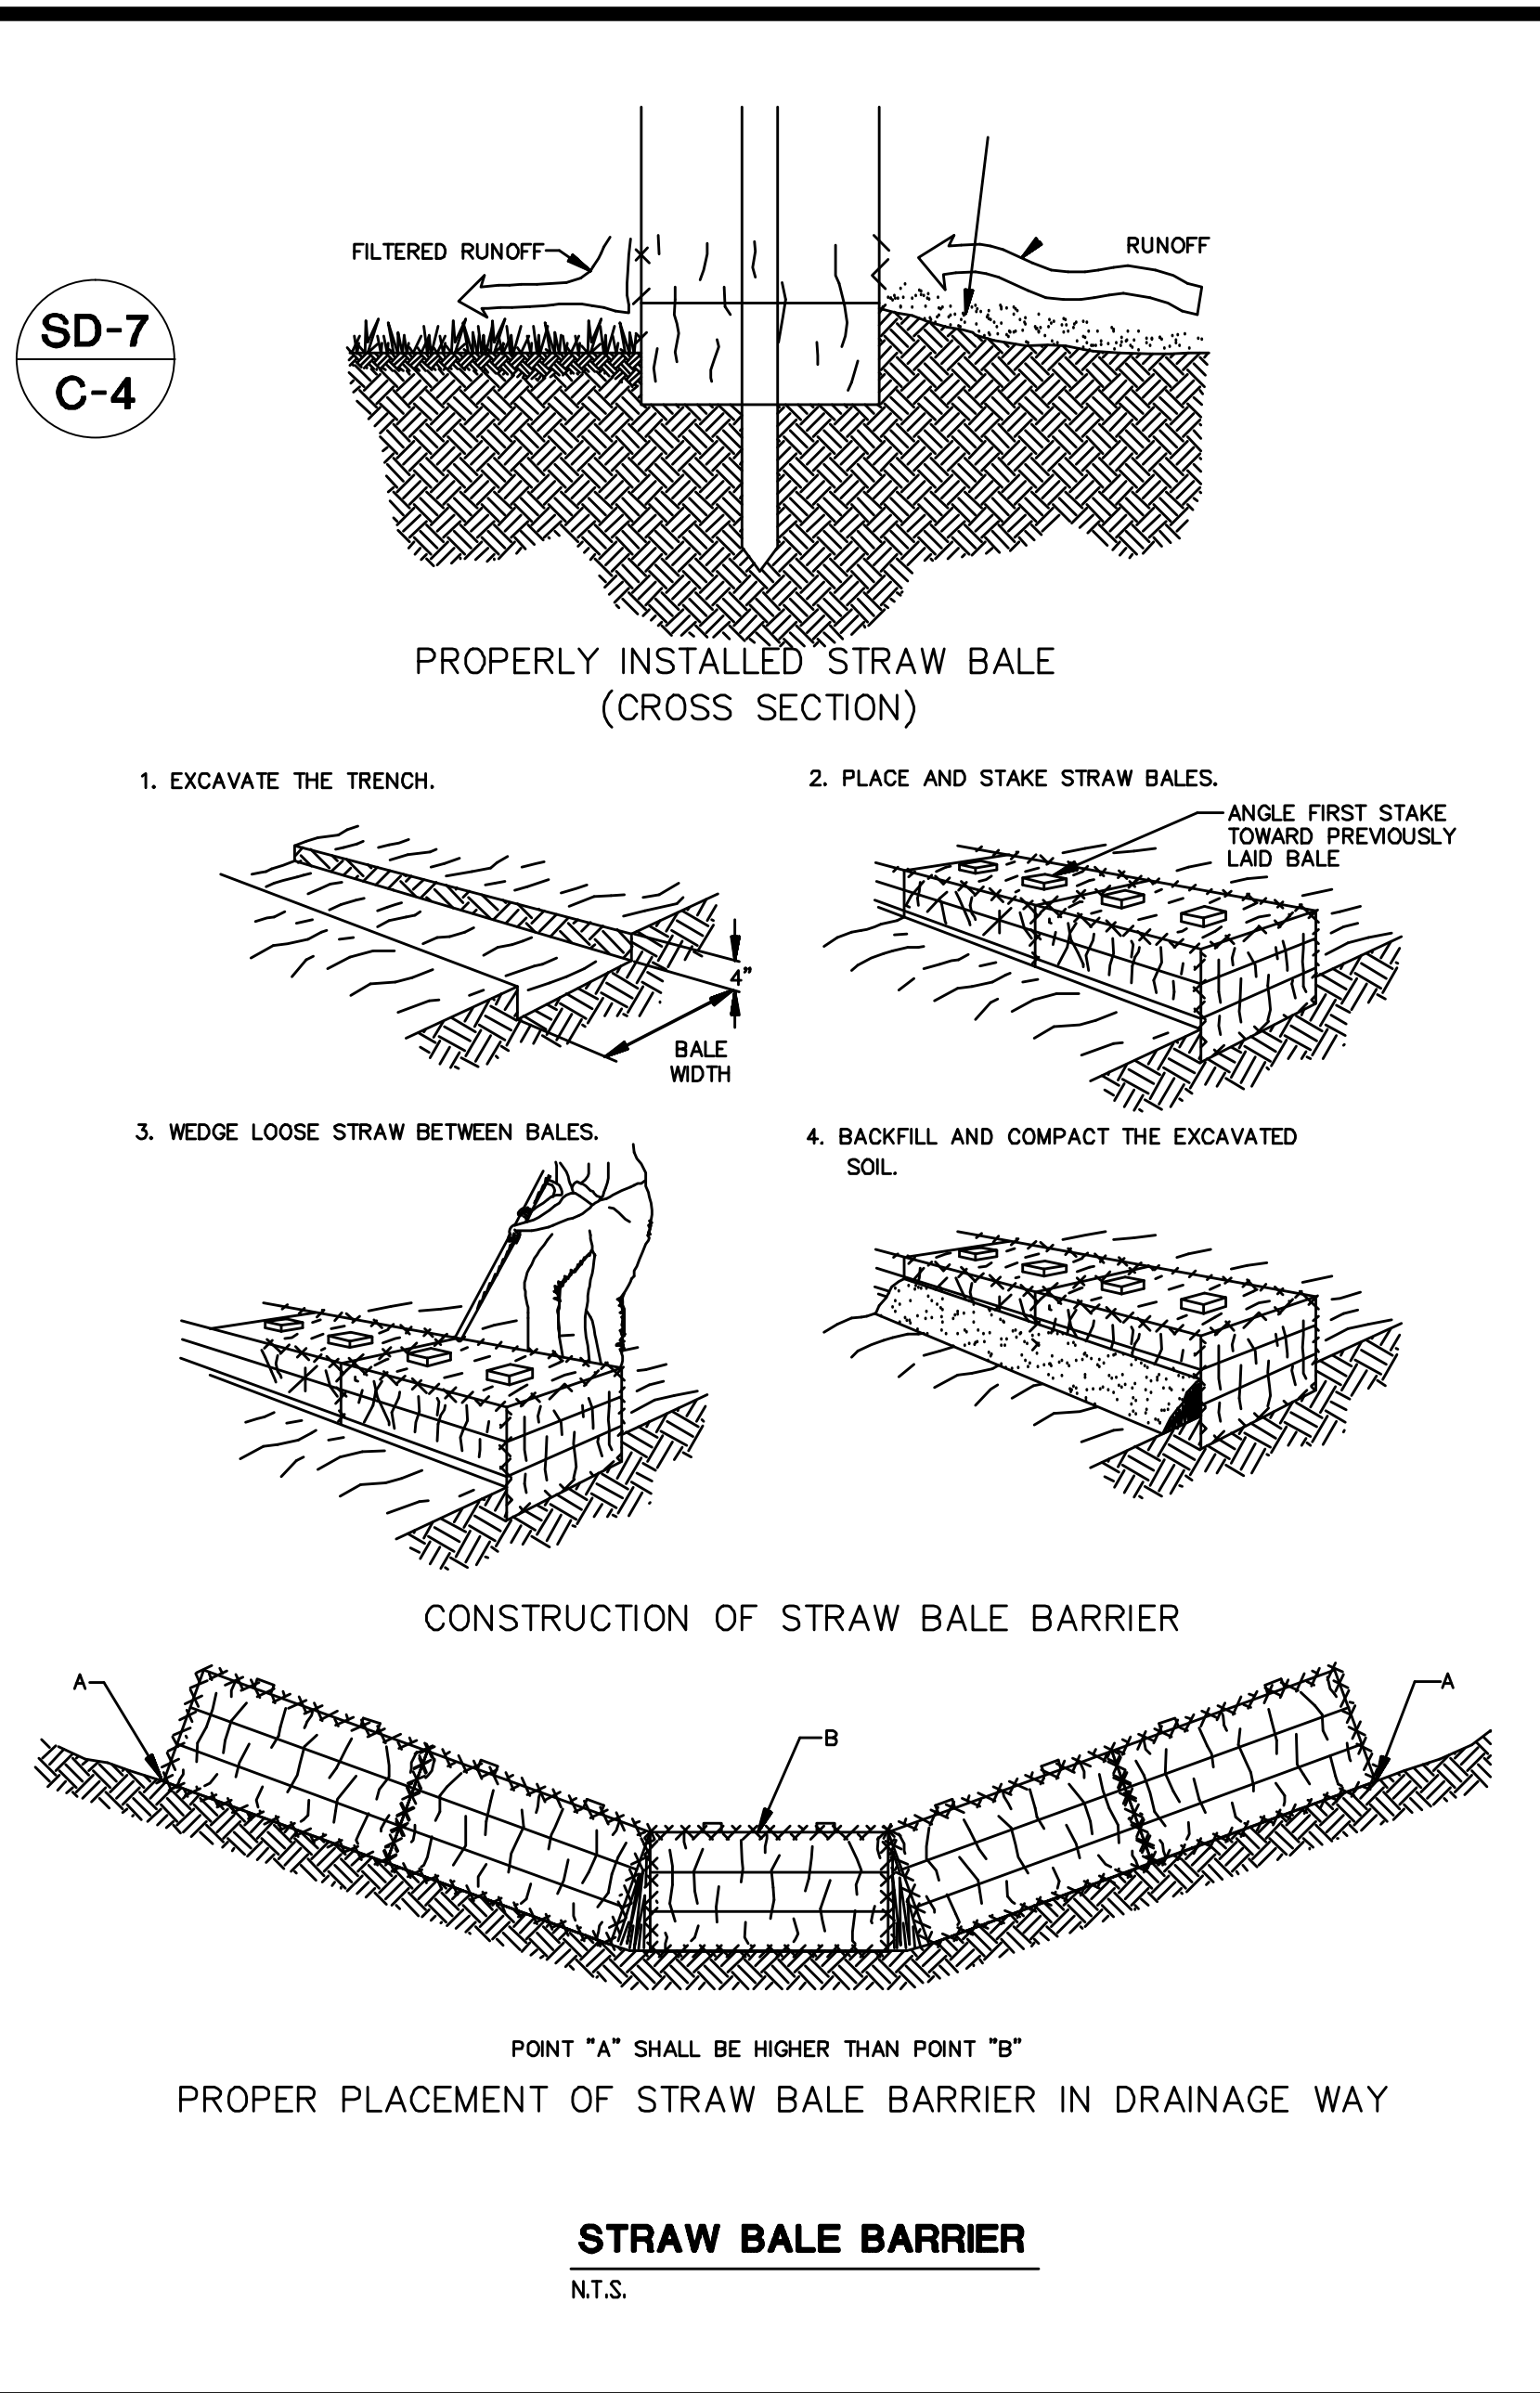 FILTERED RUNOFF
RUNOFF
SD-7
C-4
PROPERLY INSTALLED STRAW BALE
(CROSS SECTION)
1. EXCAVATE THE TRENCH.
4"
BALE
WIDTH
2. PLACE AND STAKE STRAW BALES.
ANGLE FIRST STAKE
TOWARD PREVIOUSLY
LAID BALE
3. WEDGE LOOSE STRAW BETWEEN BALES.
4. BACKFILL AND COMPACT THE EXCAVATED
SOIL.
CONSTRUCTION OF STRAW BALE BARRIER
A
B
A
POINT "A" SHALL BE HIGHER THAN POINT "B"
PROPER PLACEMENT OF STRAW BALE BARRIER IN DRAINAGE WAY
STRAW BALE BARRIER
N.T.S.